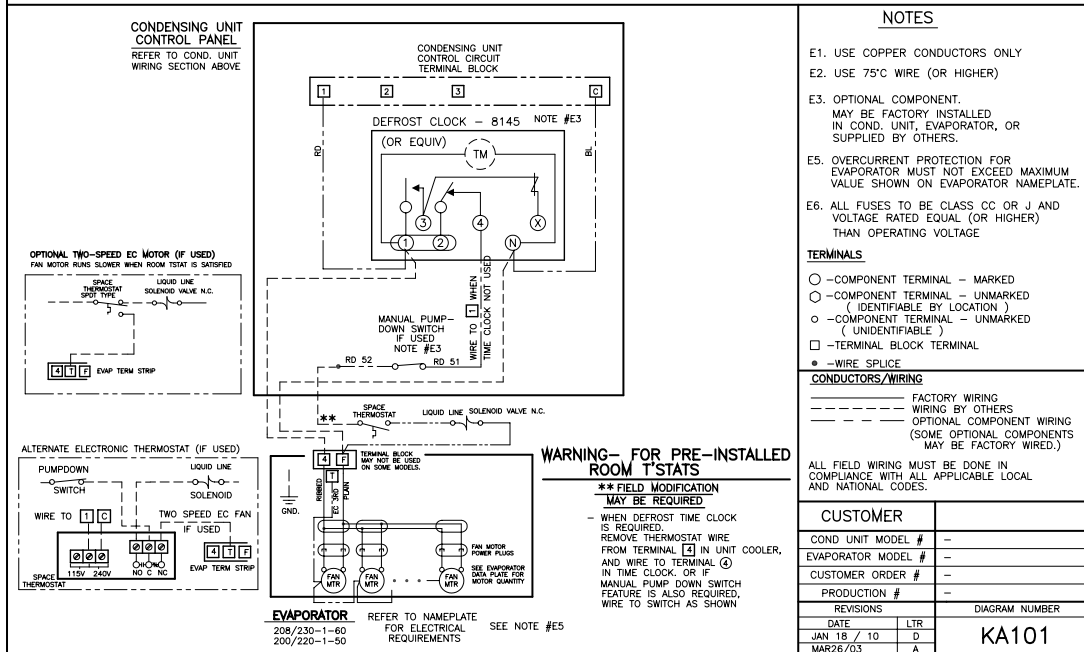 CONDENSING UNIT
CONTROL PANEL
REFER TO COND. UNIT
WIRING SECTION ABOVE
CONDENSING UNIT
CONTROL CIRCUIT
TERMINAL BLOCK
1 2 3 C
DEFROST CLOCK – 8145 NOTE #E3
(OR EQUIV)
TM
RD
BL
3 4 X
1 2 N
WIRE TO 1 WHEN
TIME CLOCK NOT USED
MANUAL PUMP-
DOWN SWITCH
IF USED
NOTE #E3
RD 52 RD 51
OPTIONAL TWO-SPEED EC MOTOR (IF USED)
FAN MOTOR RUNS SLOWER WHEN ROOM TSTAT IS SATISFIED
SPACE
THERMOSTAT
SPDT TYPE
LIQUID LINE
SOLENOID VALVE N.C.
4 T F EVAP TERM STRIP
ALTERNATE ELECTRONIC THERMOSTAT (IF USED)
PUMPDOWN
SWITCH
LIQUID LINE
SOLENOID
WIRE TO 1 C
TWO SPEED EC FAN
IF USED
4 T F
EVAP TERM STRIP
115V 240V
NO C NC
SPACE
THERMOSTAT
**
SPACE
THERMOSTAT
LIQUID LINE SOLENOID VALVE N.C.
4 F
T
TERMINAL BLOCK
MAY NOT BE USED
ON SOME MODELS.
GND.
RIBBED
EC 3RD
PLAIN
FAN MOTOR
POWER PLUGS
SEE EVAPORATOR
DATA PLATE FOR
MOTOR QUANTITY
FAN
MTR
FAN
MTR
FAN
MTR
EVAPORATOR
208/230-1-60
200/220-1-50
REFER TO NAMEPLATE
FOR ELECTRICAL
REQUIREMENTS
SEE NOTE #E5
WARNING– FOR PRE-INSTALLED
ROOM T'STATS
** FIELD MODIFICATION
MAY BE REQUIRED
– WHEN DEFROST TIME CLOCK
IS REQUIRED.
REMOVE THERMOSTAT WIRE
FROM TERMINAL 4 IN UNIT COOLER,
AND WIRE TO TERMINAL 4
IN TIME CLOCK. OR IF
MANUAL PUMP DOWN SWITCH
FEATURE IS ALSO REQUIRED,
WIRE TO SWITCH AS SHOWN
NOTES
E1. USE COPPER CONDUCTORS ONLY
E2. USE 75°C WIRE (OR HIGHER)
E3. OPTIONAL COMPONENT.
MAY BE FACTORY INSTALLED
IN COND. UNIT, EVAPORATOR, OR
SUPPLIED BY OTHERS.
E5. OVERCURRENT PROTECTION FOR
EVAPORATOR MUST NOT EXCEED MAXIMUM
VALUE SHOWN ON EVAPORATOR NAMEPLATE.
E6. ALL FUSES TO BE CLASS CC OR J AND
VOLTAGE RATED EQUAL (OR HIGHER)
THAN OPERATING VOLTAGE
TERMINALS
–COMPONENT TERMINAL – MARKED
–COMPONENT TERMINAL – UNMARKED
( IDENTIFIABLE BY LOCATION )
–COMPONENT TERMINAL – UNMARKED
( UNIDENTIFIABLE )
–TERMINAL BLOCK TERMINAL
–WIRE SPLICE
CONDUCTORS/WIRING
FACTORY WIRING
WIRING BY OTHERS
OPTIONAL COMPONENT WIRING
(SOME OPTIONAL COMPONENTS
MAY BE FACTORY WIRED.)
ALL FIELD WIRING MUST BE DONE IN
COMPLIANCE WITH ALL APPLICABLE LOCAL
AND NATIONAL CODES.
CUSTOMER
COND UNIT MODEL # –
EVAPORATOR MODEL # –
CUSTOMER ORDER # –
PRODUCTION # –
REVISIONS DIAGRAM NUMBER
DATE LTR
JAN 18 / 10 D
KA101
MAR26/03 A